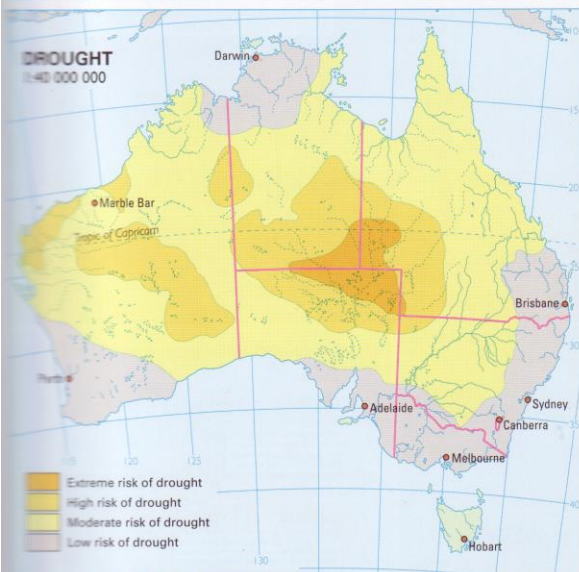 DROUGHT
1:40 000 000
Darwin
10
15
Marble Bar
20
Tropic of Capricorn
Brisbane
30
Perth
Adelaide
Sydney
35
Canberra
Melbourne
120
125
Extreme risk of drought
High risk of drought
Moderate risk of drought
Low risk of drought
40
Hobart
130